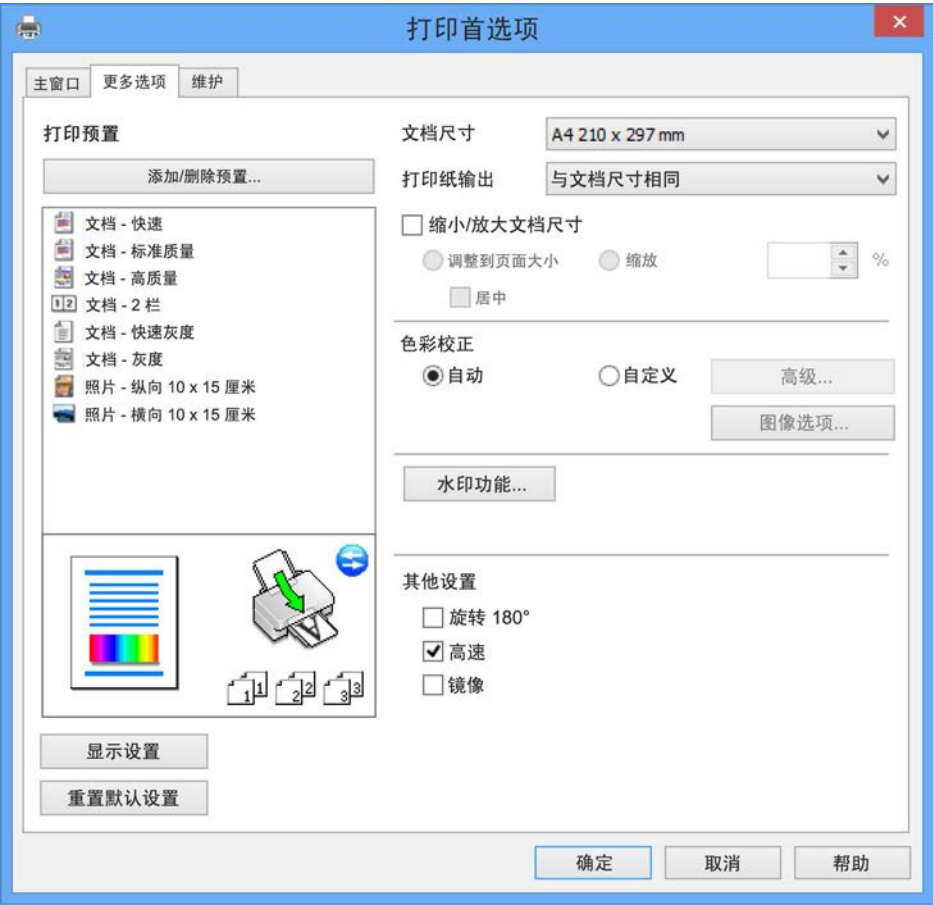 打印首选项
主窗口
更多选项
维护
打印预置
添加/删除预置...
文档 - 快速
文档 - 标准质量
文档 - 高质量
1 2 文档 - 2 栏
文档 - 快速灰度
文档 - 灰度
照片 - 纵向 10 x 15 厘米
照片 - 横向 10 x 15 厘米
1 1 2 2 3 3
显示设置
重置默认设置
文档尺寸
A4 210 x 297 mm
打印纸输出
与文档尺寸相同
缩小/放大文档尺寸
调整到页面大小
缩放
%
居中
色彩校正
自动
自定义
高级...
图像选项...
水印功能...
其他设置
旋转 180°
高速
镜像
确定
取消
帮助